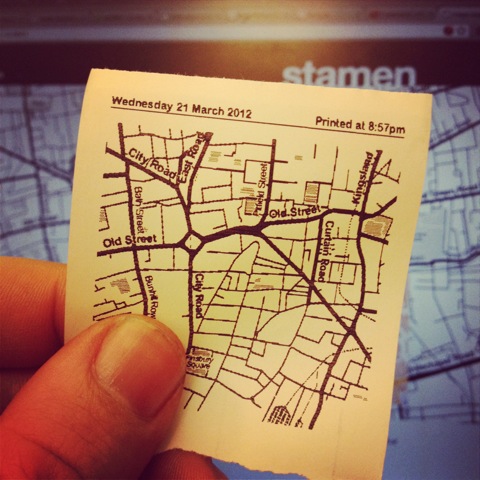 stamen
Wednesday 21 March 2012
Printed at 8:57pm
City Road
East Road
Kingsland
Bath Street
Pitfield Street
Old Street
Old Street
Curtain Road
Bunhill Row
City Road
Square